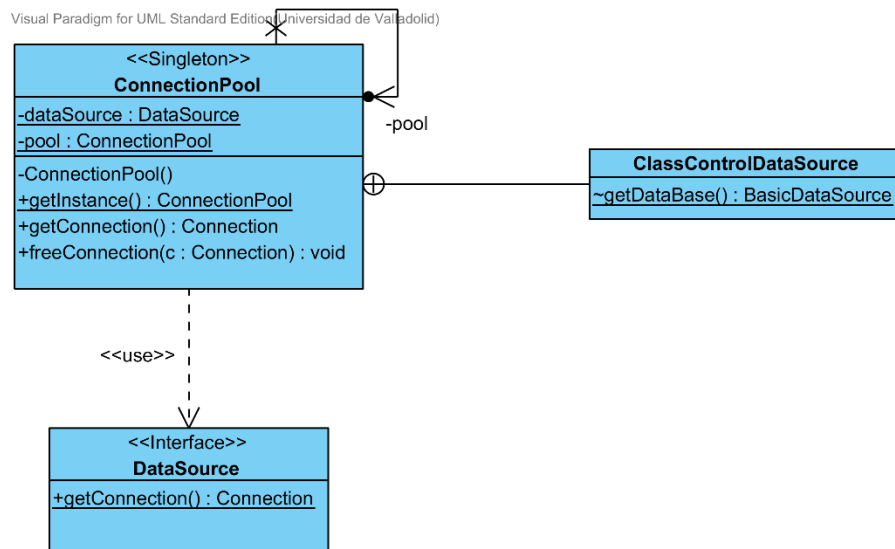 Visual Paradigm for UML Standard Edition(Universidad de Valladolid)
<<Singleton>>
ConnectionPool
-dataSource : DataSource
-pool : ConnectionPool
-ConnectionPool()
+getInstance() : ConnectionPool
+getConnection() : Connection
+freeConnection(c : Connection) : void
-pool
ClassControlDataSource
~getDataBase() : BasicDataSource
<<use>>
<<Interface>>
DataSource
+getConnection() : Connection